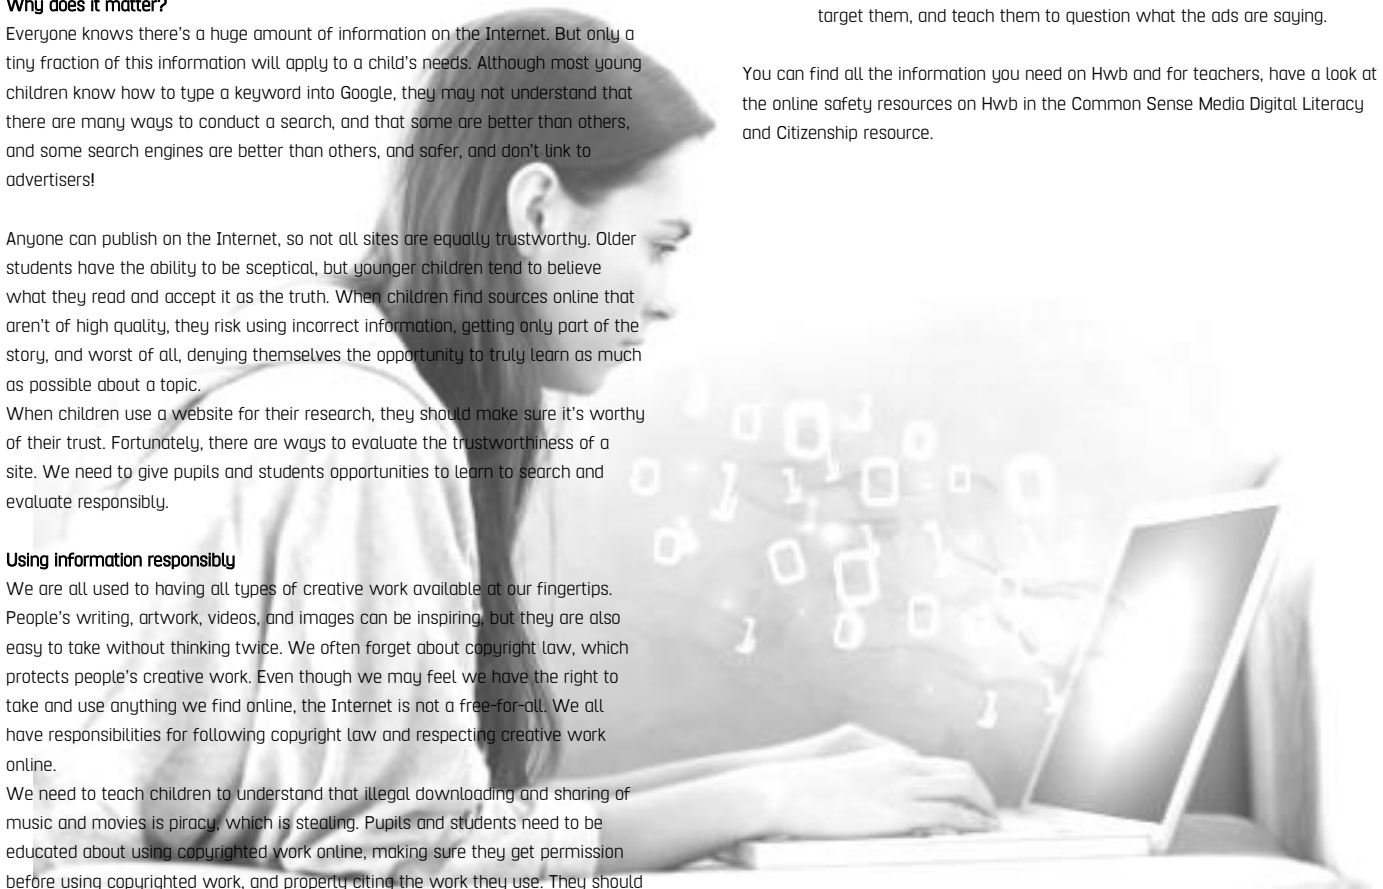 Why does it matter?
Everyone knows there's a huge amount of information on the Internet. But only a
tiny fraction of this information will apply to a child's needs. Although most young
children know how to type a keyword into Google, they may not understand that
there are many ways to conduct a search, and that some are better than others,
and some search engines are better than others, and safer, and don't link to
advertisers!

Anyone can publish on the Internet, so not all sites are equally trustworthy. Older
students have the ability to be sceptical, but younger children tend to believe
what they read and accept it as the truth. When children find sources online that
aren't of high quality, they risk using incorrect information, getting only part of the
story, and worst of all, denying themselves the opportunity to truly learn as much
as possible about a topic.
When children use a website for their research, they should make sure it's worthy
of their trust. Fortunately, there are ways to evaluate the trustworthiness of a
site. We need to give pupils and students opportunities to learn to search and
evaluate responsibly.

Using information responsibly
We are all used to having all types of creative work available at our fingertips.
People's writing, artwork, videos, and images can be inspiring, but they are also
easy to take without thinking twice. We often forget about copyright law, which
protects people's creative work. Even though we may feel we have the right to
take and use anything we find online, the Internet is not a free-for-all. We all
have responsibilities for following copyright law and respecting creative work
online.
We need to teach children to understand that illegal downloading and sharing of
music and movies is piracy, which is stealing. Pupils and students need to be
educated about using copyrighted work online, making sure they get permission
before using copyrighted work, and properly citing the work they use. They should

target them, and teach them to question what the ads are saying.

You can find all the information you need on Hwb and for teachers, have a look at
the online safety resources on Hwb in the Common Sense Media Digital Literacy
and Citizenship resource.